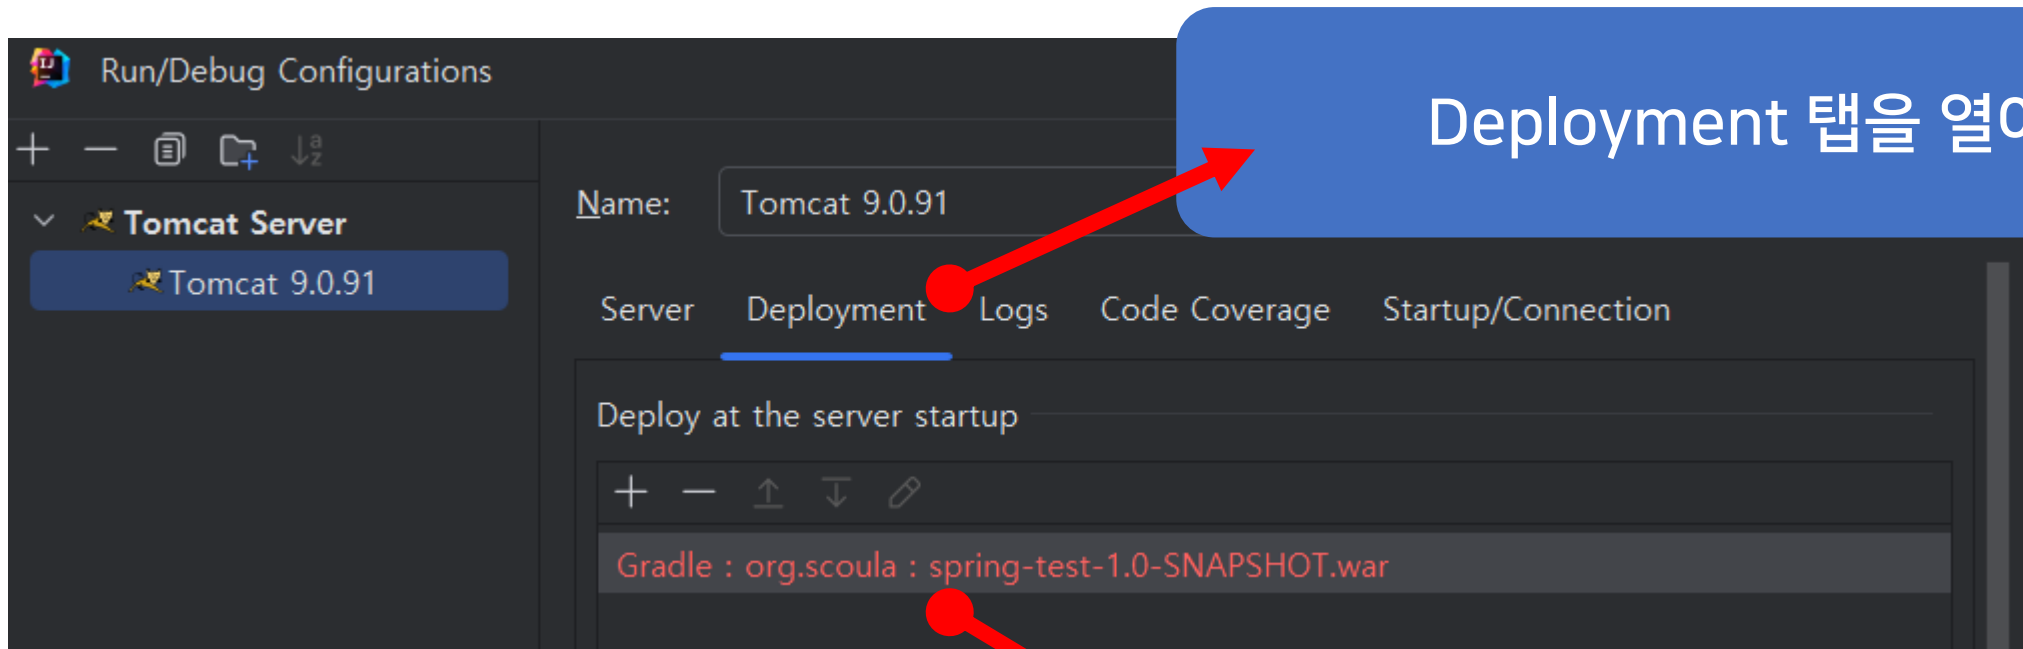 Run/Debug Configurations
Deployment 탭을
Name: Tomcat 9.0.91
Tomcat Server
Tomcat 9.0.91
Server Deployment Logs Code Coverage Startup/Connection
Deploy at the server startup
Gradle : org.scoula : spring-test-1.0-SNAPSHOT.war